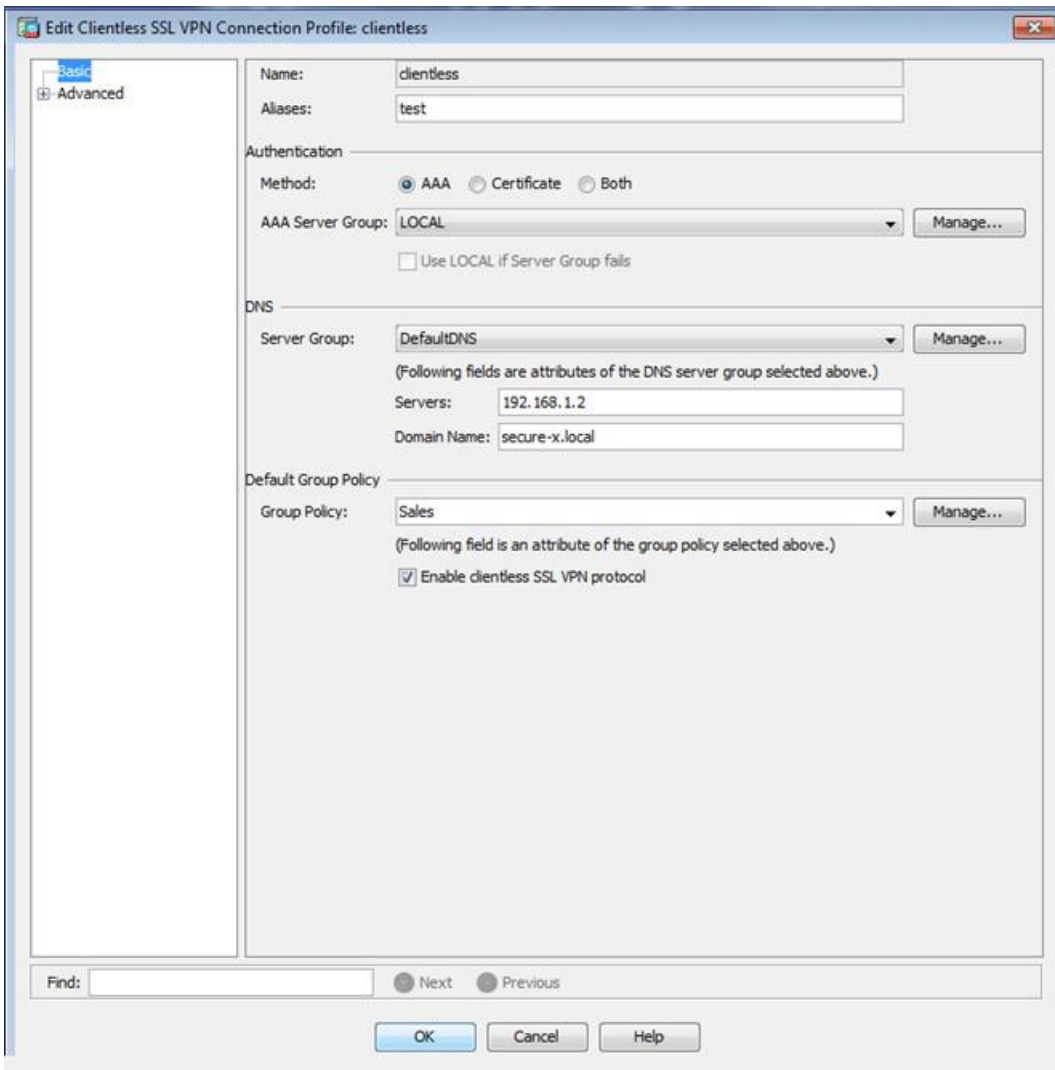 Edit Clientless SSL VPN Connection Profile: clientless
Basic
Advanced
Name: clientless
Aliases: test
Authentication
Method: AAA Certificate Both
AAA Server Group: LOCAL Manage...
Use LOCAL if Server Group fails
DNS
Server Group: DefaultDNS Manage...
(Following fields are attributes of the DNS server group selected above.)
Servers: 192.168.1.2
Domain Name: secure-x.local
Default Group Policy
Group Policy: Sales Manage...
(Following field is an attribute of the group policy selected above.)
Enable clientless SSL VPN protocol
Find: Next Previous
OK Cancel Help